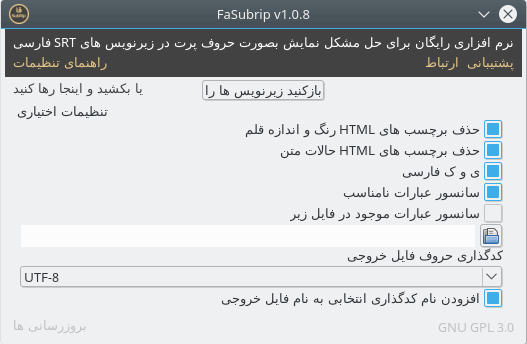 FaSubrip v1.0.8
نرم افزاری رایگان برای حل مشکل نمایش بصورت حروف پرت در زیرنویس های SRT فارسی
پشتیبانی ارتباط راهنمای تنظیمات
بازکنید زیرنویس ها را یا بکشید و اینجا رها کنید
تنظیمات اختیاری
حذف برچسب های HTML رنگ و اندازه قلم
حذف برچسب های HTML حالات متن
ی و ک فارسی
سانسور عبارات نامناسب
سانسور عبارات موجود در فایل زیر
کدگذاری حروف فایل خروجی
UTF-8
افزودن نام کدگذاری انتخابی به نام فایل خروجی
GNU GPL 3.0 بروزرسانی ها